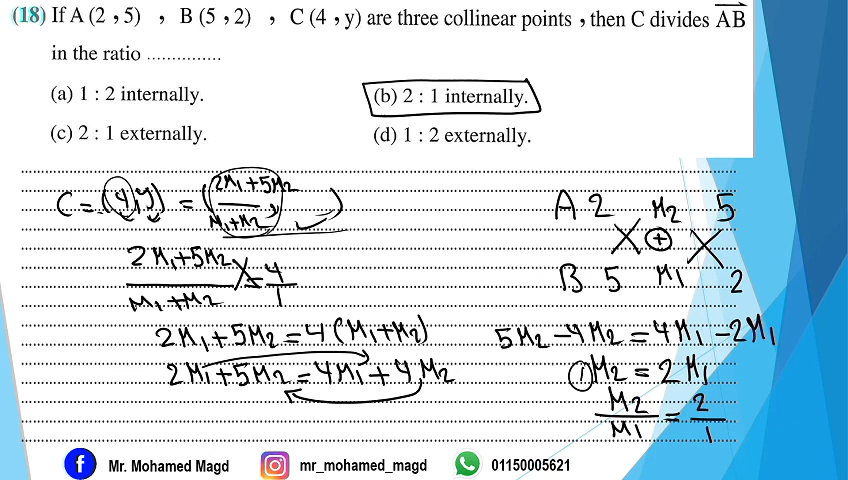 (18) If A (2 , 5) , B (5 , 2) , C (4 , y) are three collinear points , then C divides AB
in the ratio ...............
(a) 1 : 2 internally.
(b) 2 : 1 internally.
(c) 2 : 1 externally.
(d) 1 : 2 externally.
C = (4, y) = (2M1+5M2 / M1+M2 , )
A 2 M2 5
+
B 5 M1 2
2M1+5M2 / M1+M2 = 4 / 1
2M1+5M2 = 4 (M1+M2)
2M1+5M2 = 4M1+4M2
5M2-4M2 = 4M1-2M1
1 M2 = 2M1
M2 / M1 = 2 / 1
Mr. Mohamed Magd
mr_mohamed_magd
01150005621